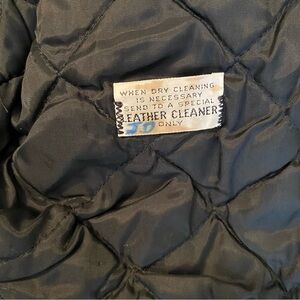 WHEN DRY CLEANING
IS NECESSARY
SEND TO A SPECIAL
LEATHER CLEANER
ONLY